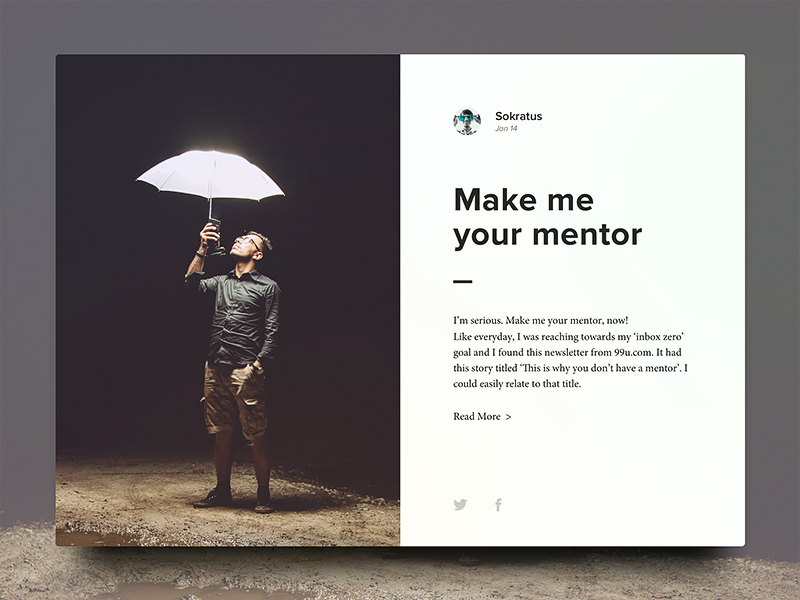 Sokratus
Jan 14
Make me
your mentor
I'm serious. Make me your mentor, now!
Like everyday, I was reaching towards my ‘inbox zero’
goal and I found this newsletter from 99u.com. It had
this story titled ‘This is why you don’t have a mentor’. I
could easily relate to that title.
Read More >